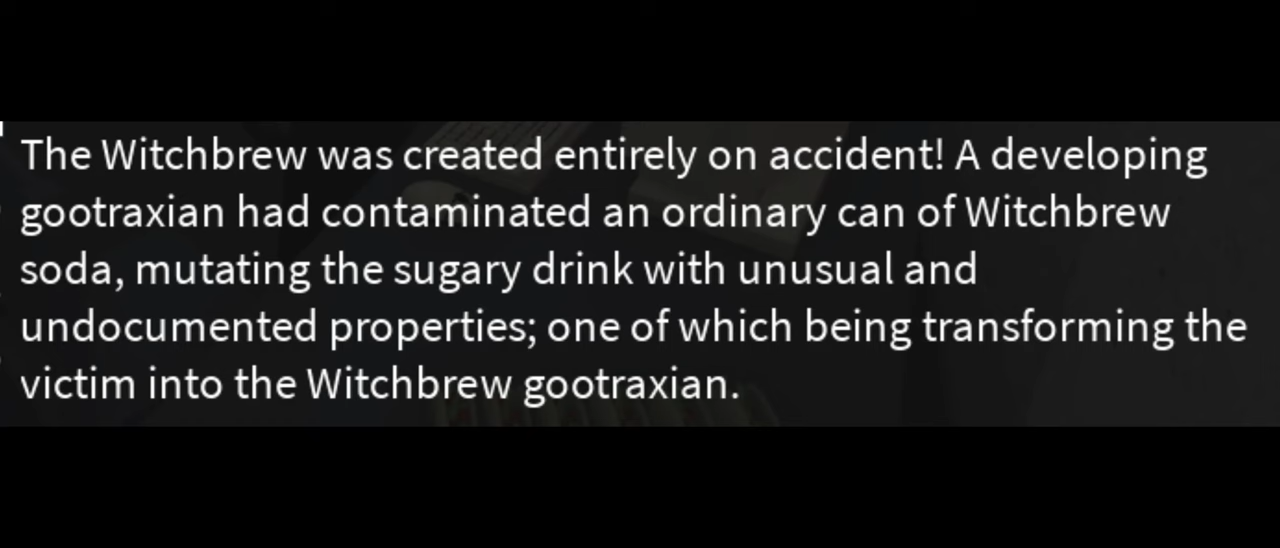 The Witchbrew was created entirely on accident! A developing
gootraxian had contaminated an ordinary can of Witchbrew
soda, mutating the sugary drink with unusual and
undocumented properties; one of which being transforming the
victim into the Witchbrew gootraxian.